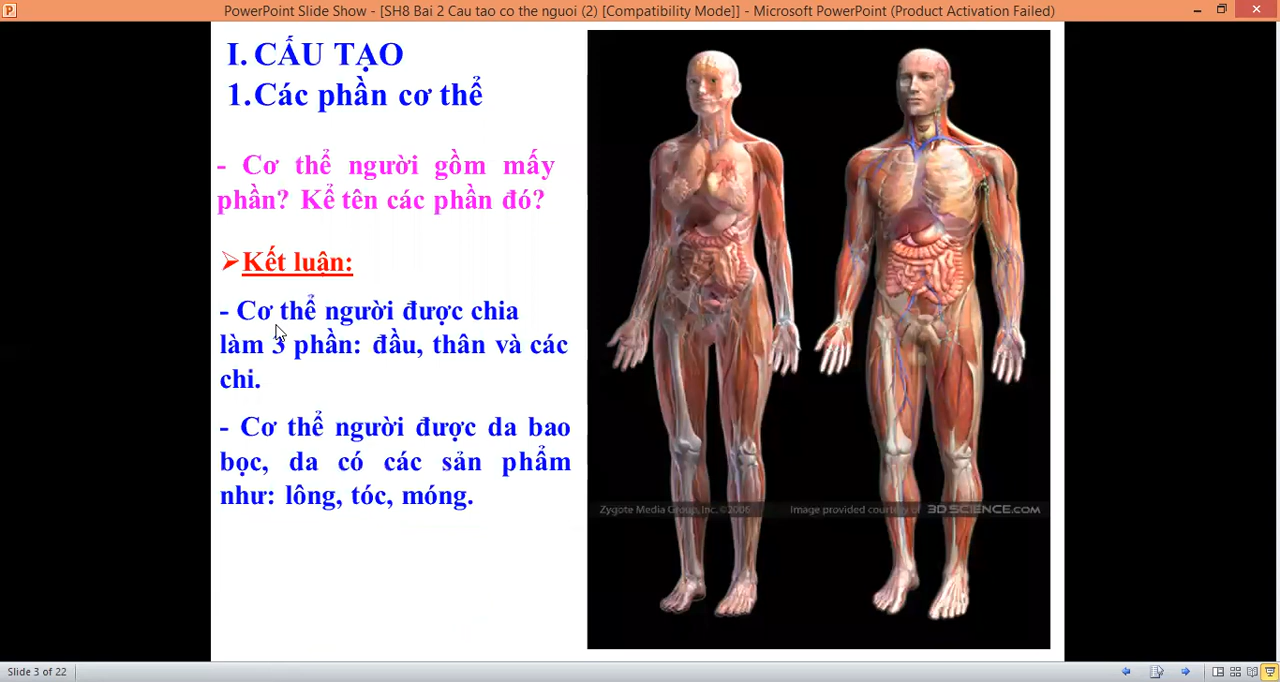 PowerPoint Slide Show - [SH8 Bai 2 Cau tao co the nguoi (2) [Compatibility Mode]] - Microsoft PowerPoint (Product Activation Failed)
I. CẤU TẠO
1.Các phần cơ thể
- Cơ thể người gồm mấy
phần? Kể tên các phần đó?
Kết luận:
- Cơ thể người được chia
làm 3 phần: đầu, thân và các
chi.
- Cơ thể người được da bao
bọc, da có các sản phẩm
như: lông, tóc, móng.
Zygote Media Group, Inc. ©2006
Image provided courtesy of 3DSCIENCE.COM
Slide 3 of 22